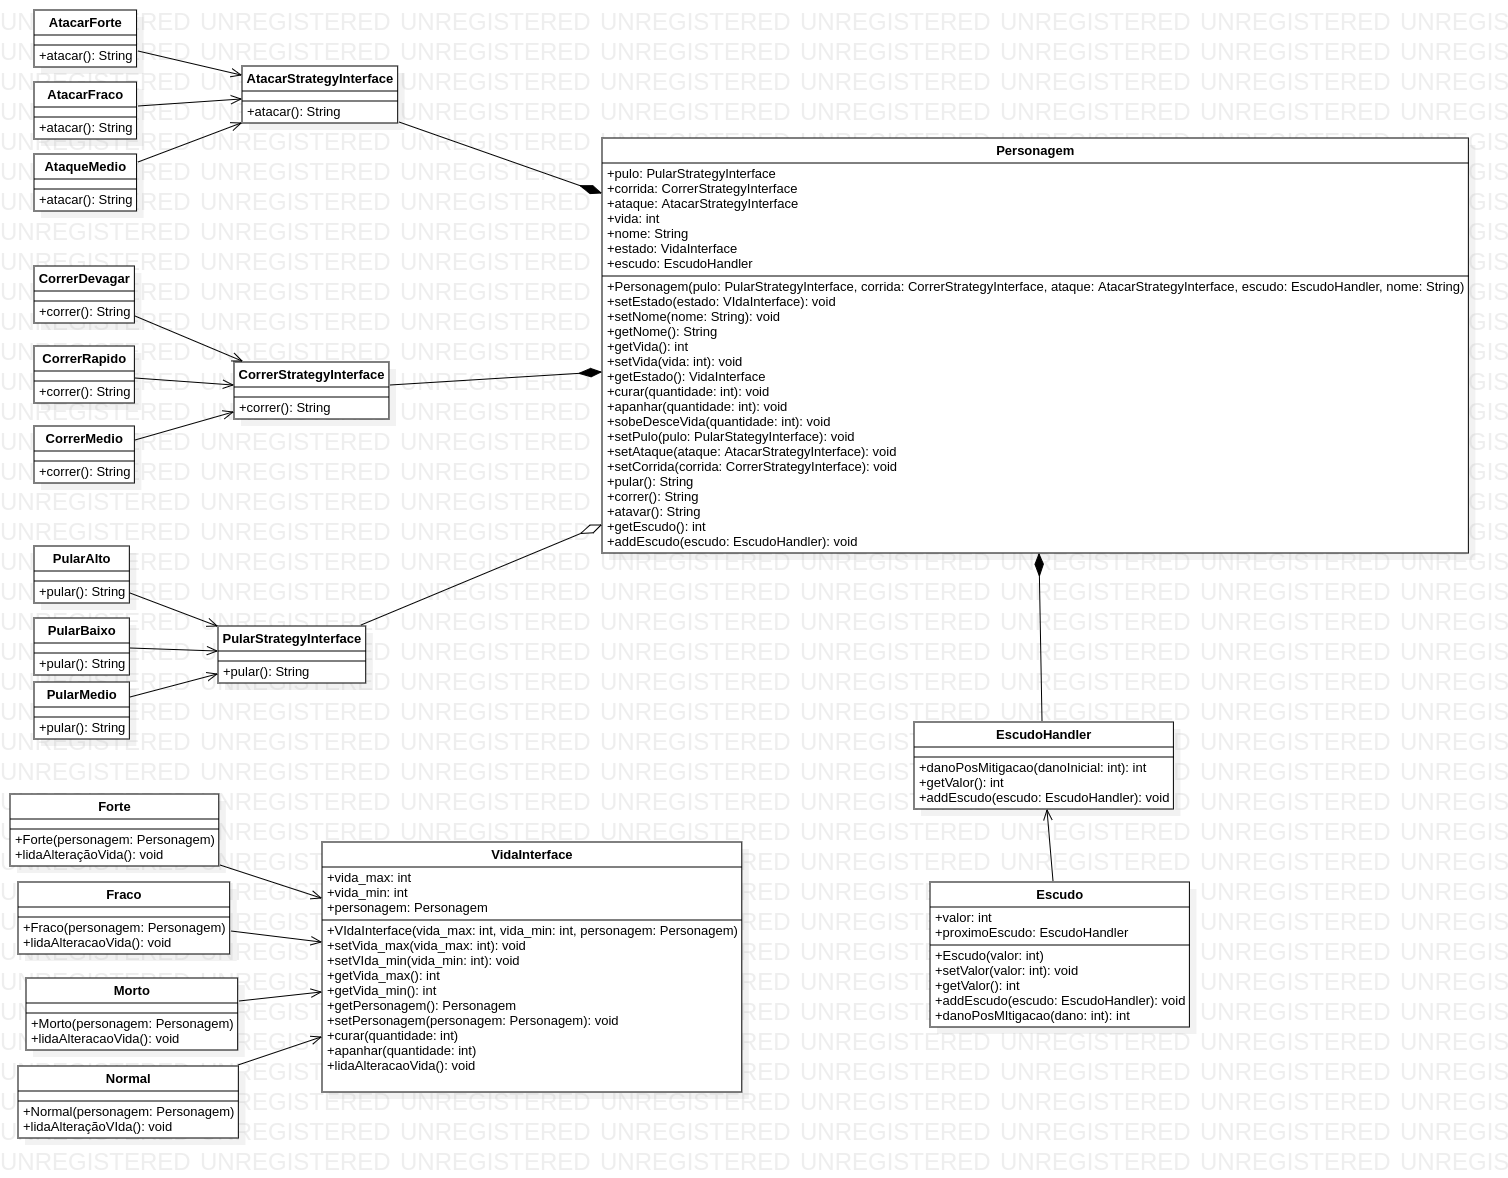 AtacarForte
+atacar(): String
AtacarFraco
+atacar(): String
AtaqueMedio
+atacar(): String
AtacarStrategyInterface
+atacar(): String
Personagem
+pulo: PularStrategyInterface
+corrida: CorrerStrategyInterface
+ataque: AtacarStrategyInterface
+vida: int
+nome: String
+estado: VidaInterface
+escudo: EscudoHandler
+Personagem(pulo: PularStrategyInterface, corrida: CorrerStrategyInterface, ataque: AtacarStrategyInterface, escudo: EscudoHandler, nome: String)
+setEstado(estado: VIdaInterface): void
+setNome(nome: String): void
+getNome(): String
+getVida(): int
+setVida(vida: int): void
+getEstado(): VidaInterface
+curar(quantidade: int): void
+apanhar(quantidade: int): void
+sobeDesceVida(quantidade: int): void
+setPulo(pulo: PularStategyInterface): void
+setAtaque(ataque: AtacarStrategyInterface): void
+setCorrida(corrida: CorrerStrategyInterface): void
+pular(): String
+correr(): String
+atavar(): String
+getEscudo(): int
+addEscudo(escudo: EscudoHandler): void
CorrerDevagar
+correr(): String
CorrerRapido
+correr(): String
CorrerMedio
+correr(): String
CorrerStrategyInterface
+correr(): String
PularAlto
+pular(): String
PularBaixo
+pular(): String
PularMedio
+pular(): String
PularStrategyInterface
+pular(): String
EscudoHandler
+danoPosMitigacao(danoInicial: int): int
+getValor(): int
+addEscudo(escudo: EscudoHandler): void
Forte
+Forte(personagem: Personagem)
+lidaAlteraçãoVida(): void
Fraco
+Fraco(personagem: Personagem)
+lidaAlteracaoVida(): void
Morto
+Morto(personagem: Personagem)
+lidaAlteracaoVida(): void
Normal
+Normal(personagem: Personagem)
+lidaAlteraçãoVIda(): void
VidaInterface
+vida_max: int
+vida_min: int
+personagem: Personagem
+VIdaInterface(vida_max: int, vida_min: int, personagem: Personagem)
+setVida_max(vida_max: int): void
+setVIda_min(vida_min: int): void
+getVida_max(): int
+getVida_min(): int
+getPersonagem(): Personagem
+setPersonagem(personagem: Personagem): void
+curar(quantidade: int)
+apanhar(quantidade: int)
+lidaAlteracaoVida(): void
Escudo
+valor: int
+proximoEscudo: EscudoHandler
+Escudo(valor: int)
+setValor(valor: int): void
+getValor(): int
+addEscudo(escudo: EscudoHandler): void
+danoPosMItigacao(dano: int): int
UNREGISTERED